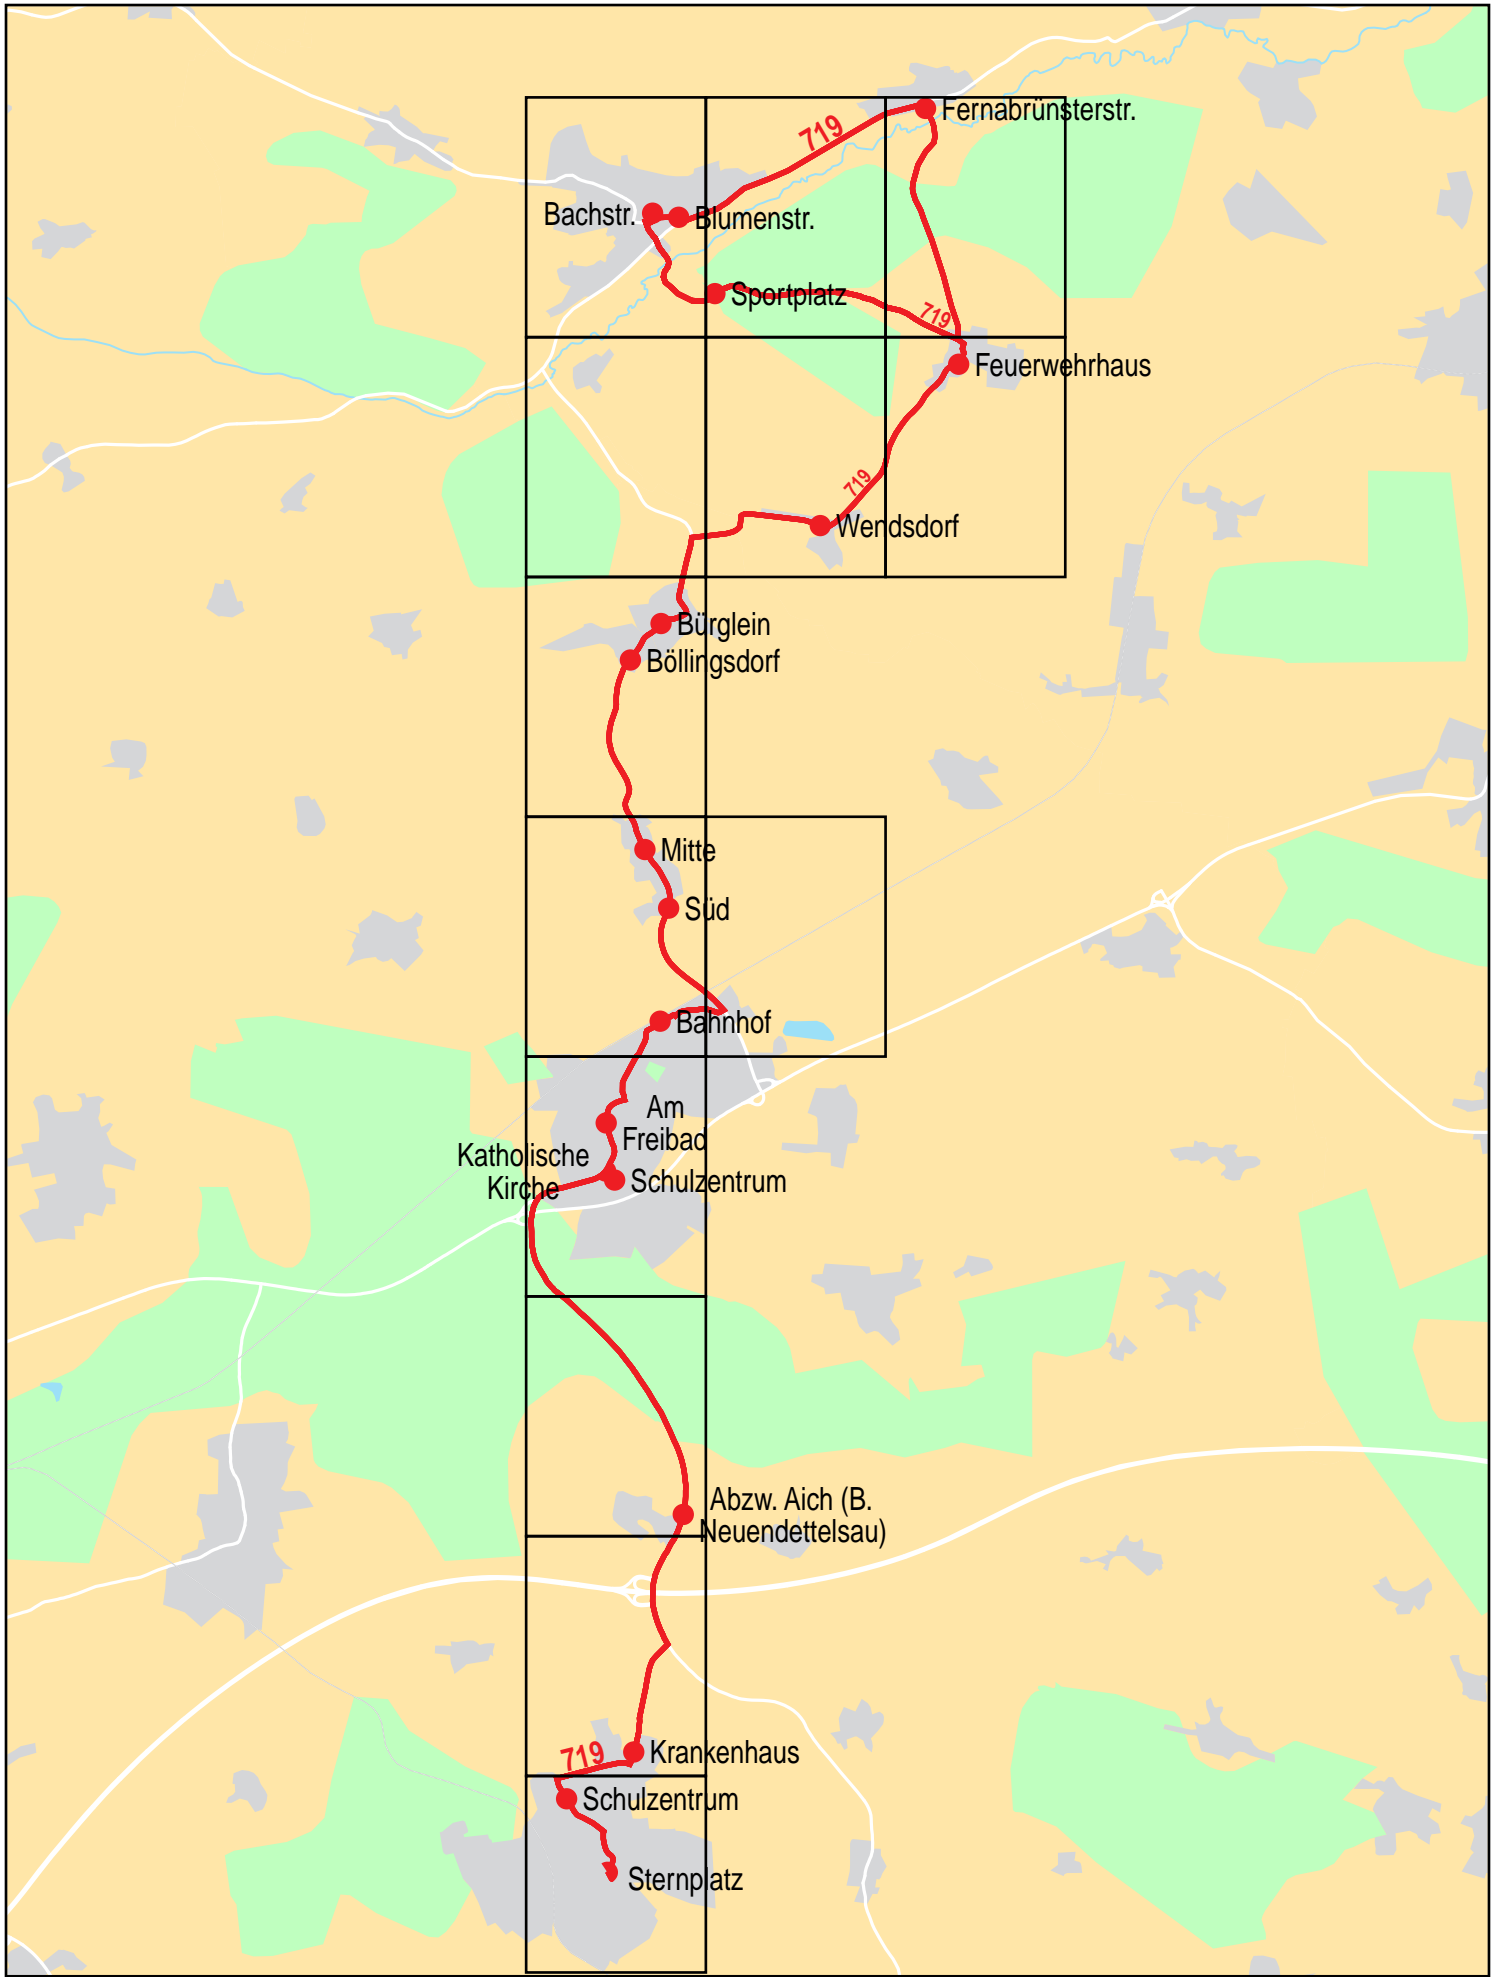 Fernabrünsterstr.
719
Bachstr.
Blumenstr.
Sportplatz
719
Feuerwehrhaus
719
Wendsdorf
Bürglein
Böllingsdorf
Mitte
Süd
Bahnhof
Am
Freibad
Katholische
Kirche
Schulzentrum
Abzw. Aich (B.
Neuendettelsau)
719
Krankenhaus
Schulzentrum
Sternplatz